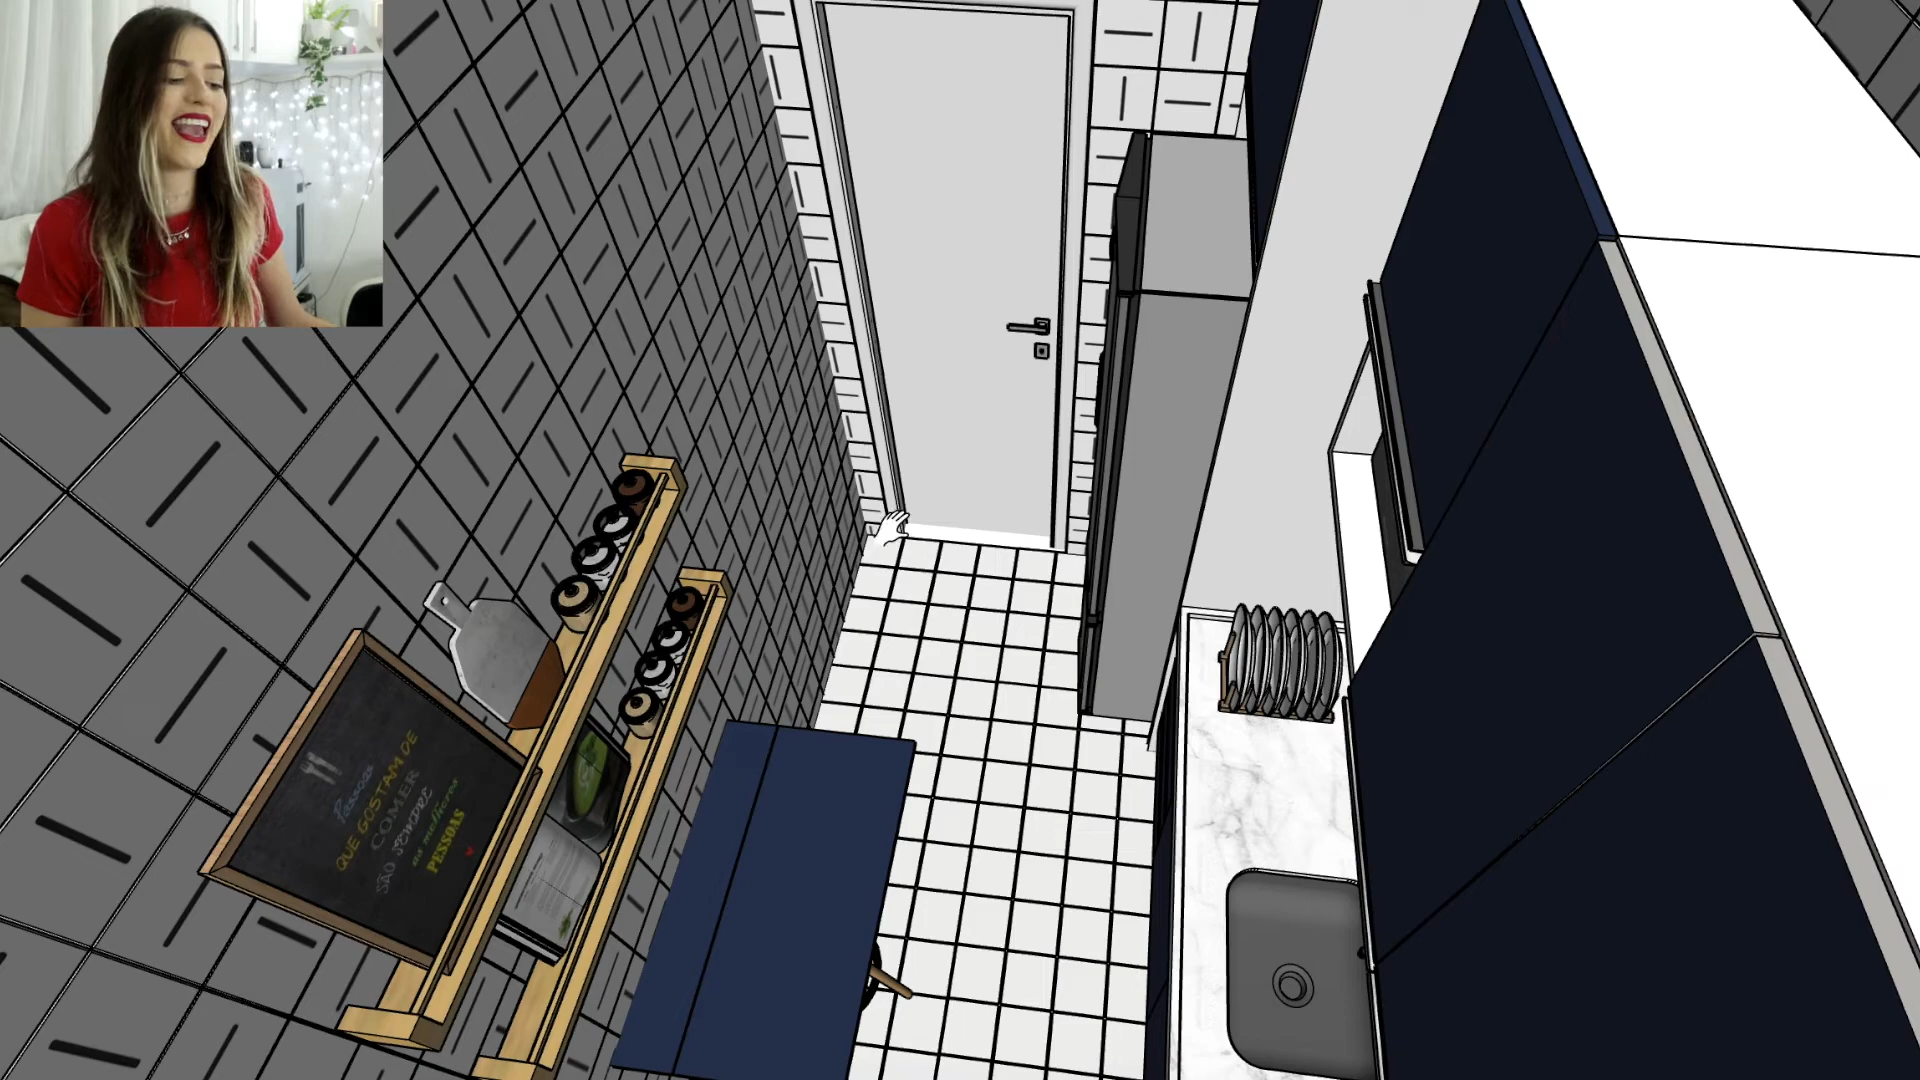 Pessoas
QUE GOSTAM DE
COMER
SÃO SEMPRE
as melhores
PESSOAS